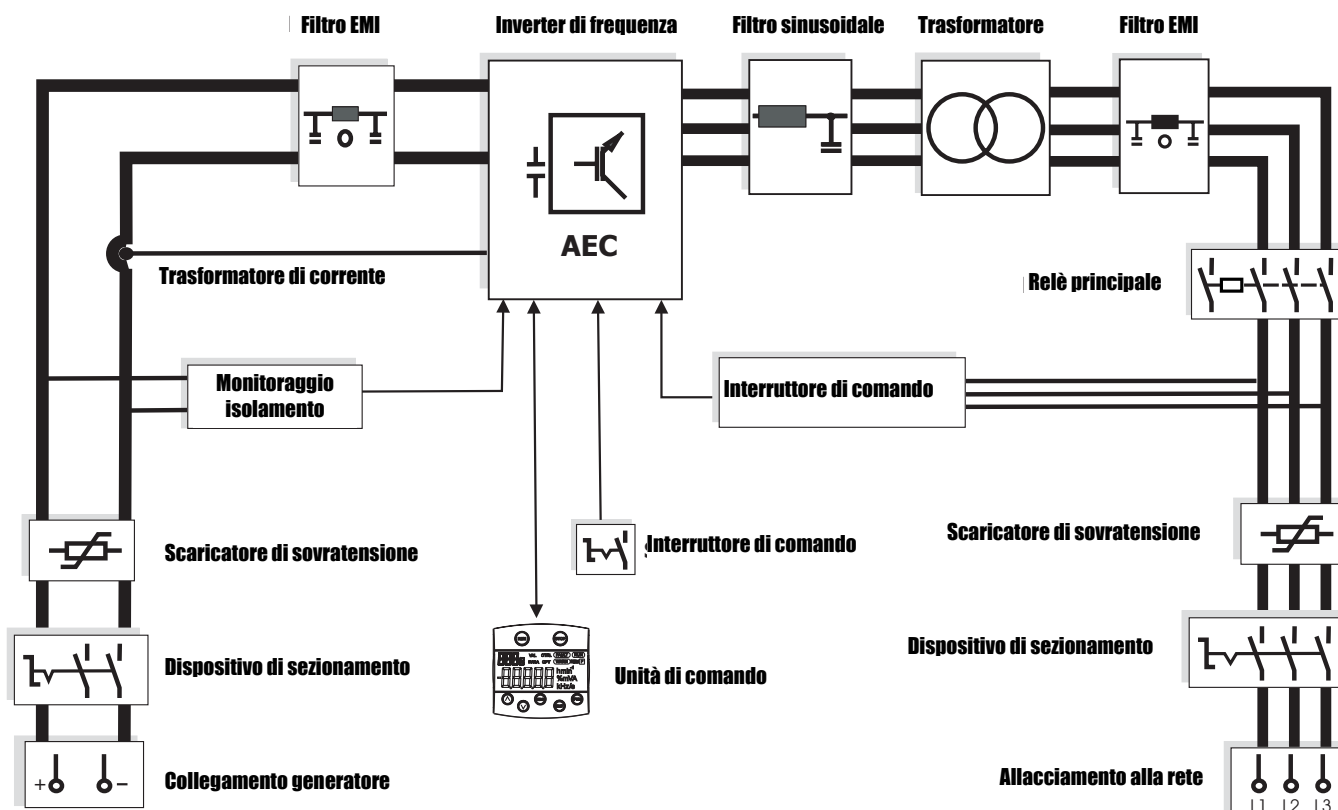 Filtro EMI
Inverter di frequenza
Filtro sinusoidale
Trasformatore
Filtro EMI
AEC
Trasformatore di corrente
Relè principale
Monitoraggio
isolamento
Interruttore di comando
Scaricatore di sovratensione
Interruttore di comando
Scaricatore di sovratensione
Dispositivo di sezionamento
Unità di comando
Dispositivo di sezionamento
+ -
Collegamento generatore
Allacciamento alla rete
L1 L2 L3